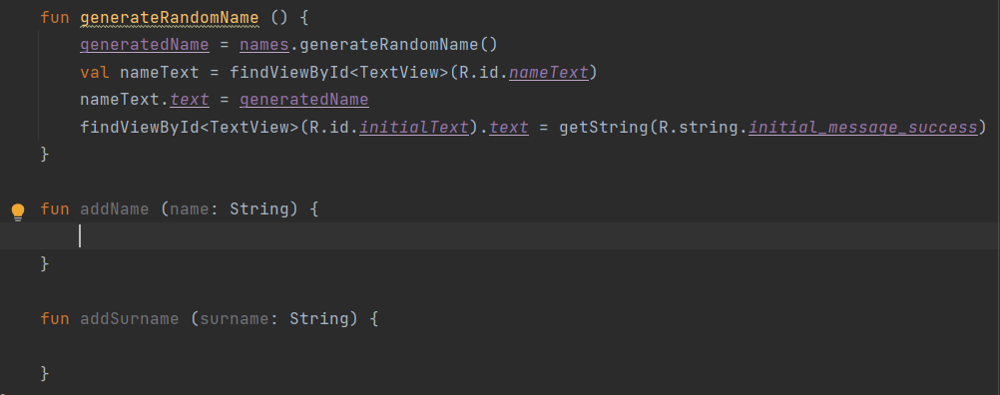 fun generateRandomName () {
generatedName = names.generateRandomName()
val nameText = findViewById<TextView>(R.id.nameText)
nameText.text = generatedName
findViewById<TextView>(R.id.initialText).text = getString(R.string.initial_message_success)
}
fun addName (name: String) {
}
fun addSurname (surname: String) {
}